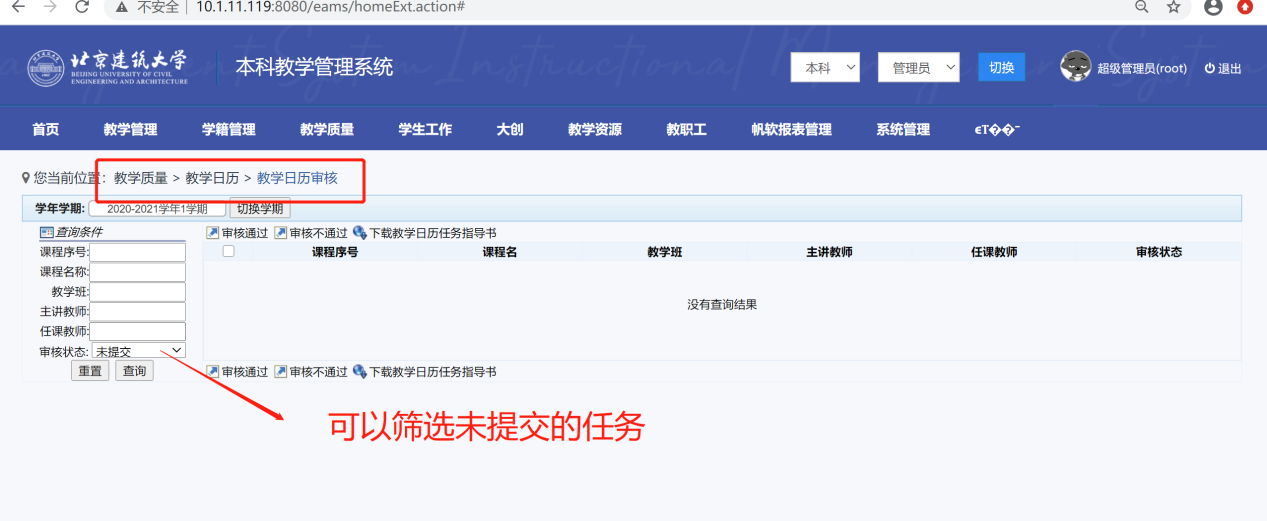 不安全 | 10.1.11.119:8080/eams/homeExt.action#
北京建筑大学
BEIJING UNIVERSITY OF CIVIL
ENGINEERING AND ARCHITECTURE
本科教学管理系统
本科 管理员 切换 超级管理员(root) 退出
首页 教学管理 学籍管理 教学质量 学生工作 大创 教学资源 教职工 帆软报表管理 系统管理 єT��¯
您当前位置: 教学质量 > 教学日历 > 教学日历审核
学年学期: 2020-2021学年1学期 切换学期
查询条件
审核通过 审核不通过 下载教学日历任务指导书
课程序号 课程名 教学班 主讲教师 任课教师 审核状态
课程序号:
课程名称:
教学班:
主讲教师:
任课教师:
审核状态: 未提交
重置 查询
没有查询结果
审核通过 审核不通过 下载教学日历任务指导书
可以筛选未提交的任务